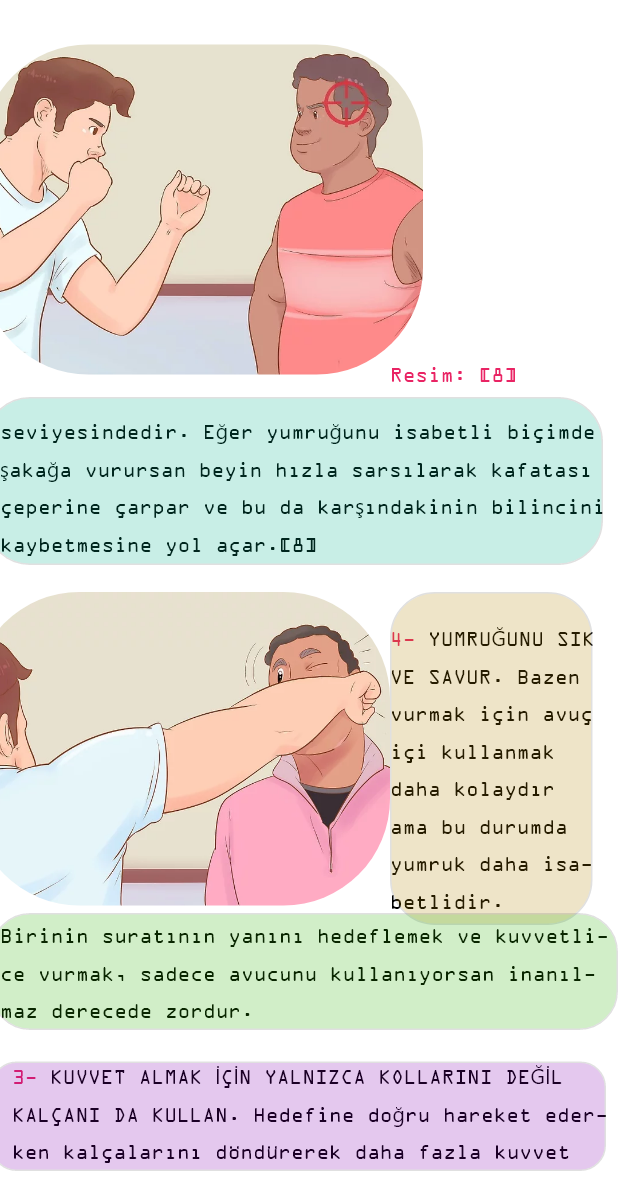 Resim: [8]
seviyesindedir. Eğer yumruğunu isabetli biçimde
şakağa vurursan beyin hızla sarsılarak kafatası
çeperine çarpar ve bu da karşındakinin bilincini
kaybetmesine yol açar.[8]
4- YUMRUĞUNU SIK
VE SAVUR. Bazen
vurmak için avuç
içi kullanmak
daha kolaydır
ama bu durumda
yumruk daha isa-
betlidir.
Birinin suratının yanını hedeflemek ve kuvvetli-
ce vurmak, sadece avucunu kullanıyorsan inanıl-
maz derecede zordur.
3- KUVVET ALMAK İÇİN YALNIZCA KOLLARINI DEĞİL
KALÇANI DA KULLAN. Hedefine doğru hareket eder-
ken kalçalarını döndürerek daha fazla kuvvet